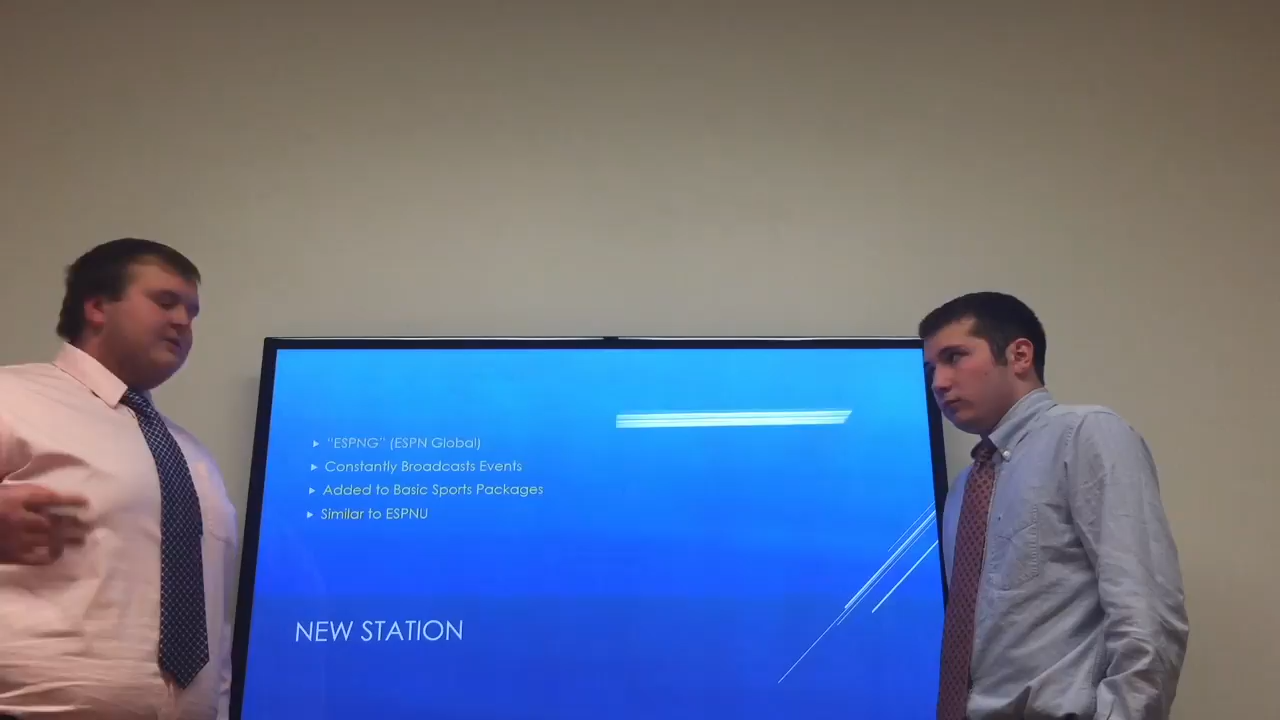 "ESPNG" (ESPN Global)
Constantly Broadcasts Events
Added to Basic Sports Packages
Similar to ESPNU
NEW STATION